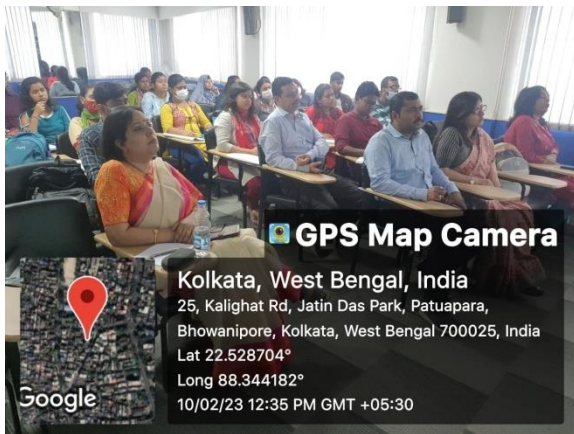 GPS Map Camera
Kolkata, West Bengal, India
25, Kalighat Rd, Jatin Das Park, Patuapara,
Bhowanipore, Kolkata, West Bengal 700025, India
Lat 22.528704°
Long 88.344182°
10/02/23 12:35 PM GMT +05:30
Google